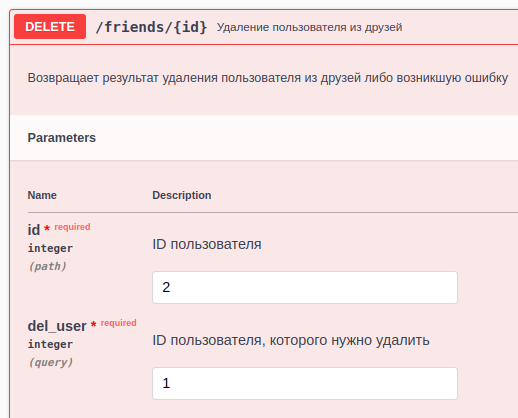 DELETE /friends/{id} Удаление пользователя из друзей
Возвращает результат удаления пользователя из друзей либо возникшую ошибку
Parameters
Name Description
id * required
integer
(path)
ID пользователя
2
del_user * required
integer
(query)
ID пользователя, которого нужно удалить
1